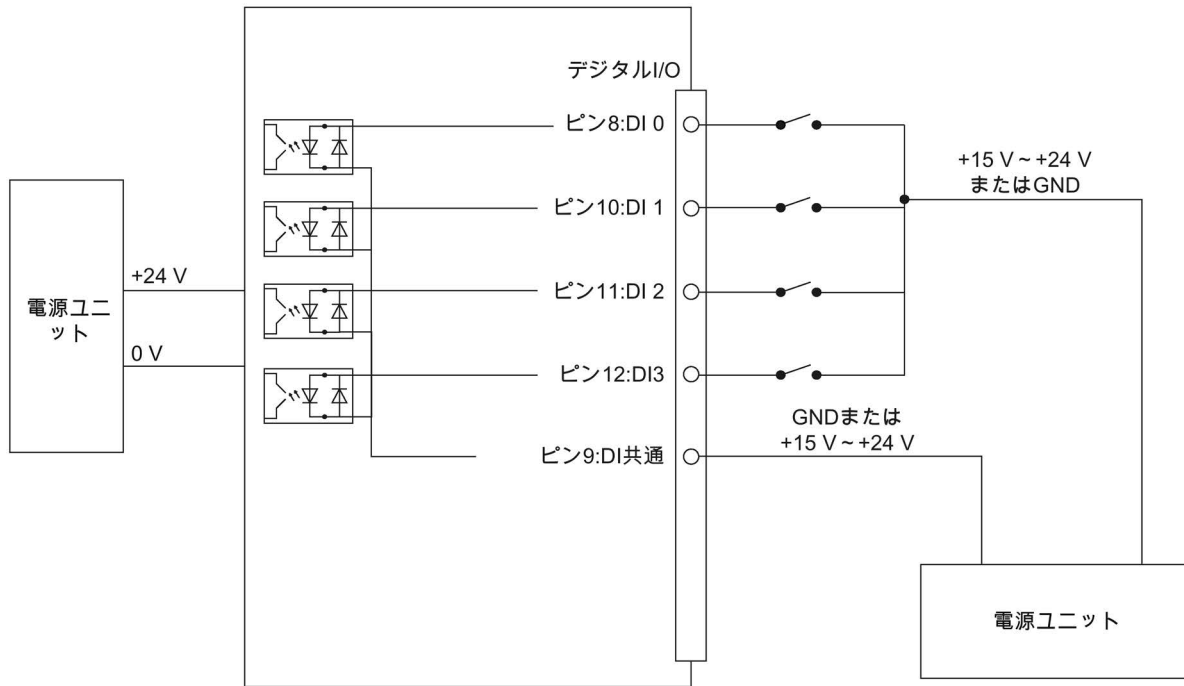 デジタルI/O
ピン8:DI 0
+15 V~+24 V
またはGND
ピン10:DI 1
+24 V
ピン11:DI 2
電源ユニ
ット
0 V
ピン12:DI3
GNDまたは
+15 V~+24 V
ピン9:DI共通
電源ユニット